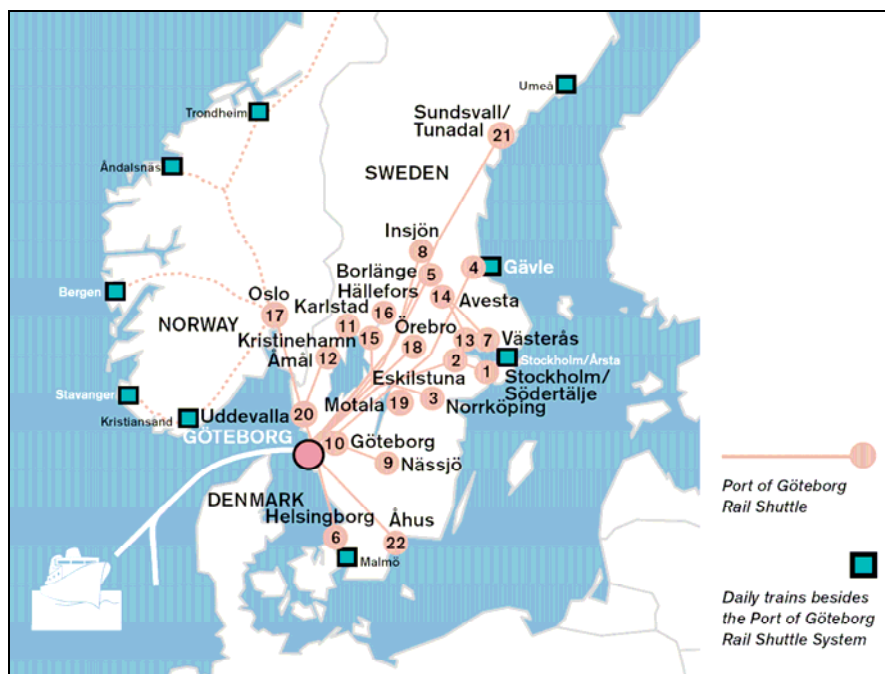 Umeå
Trondheim
Sundsvall/
Tunadal
21
Åndalsnäs
SWEDEN
Insjön
8
Borlänge
5
4
Gävle
Bergen
Oslo
17
Hällefors
16
14
Avesta
Karlstad
11
NORWAY
Kristinehamn
15
Örebro
18
13
7
Västerås
Åmål
12
2
Stockholm/Årsta
Eskilstuna
1
Stockholm/
Södertälje
Stavanger
Kristiansand
Uddevalla
20
Motala
19
3
Norrköping
GÖTEBORG
10
Göteborg
9
Nässjö
DENMARK
Helsingborg
6
Åhus
22
Malmö
Port of Göteborg
Rail Shuttle
Daily trains besides
the Port of Göteborg
Rail Shuttle System